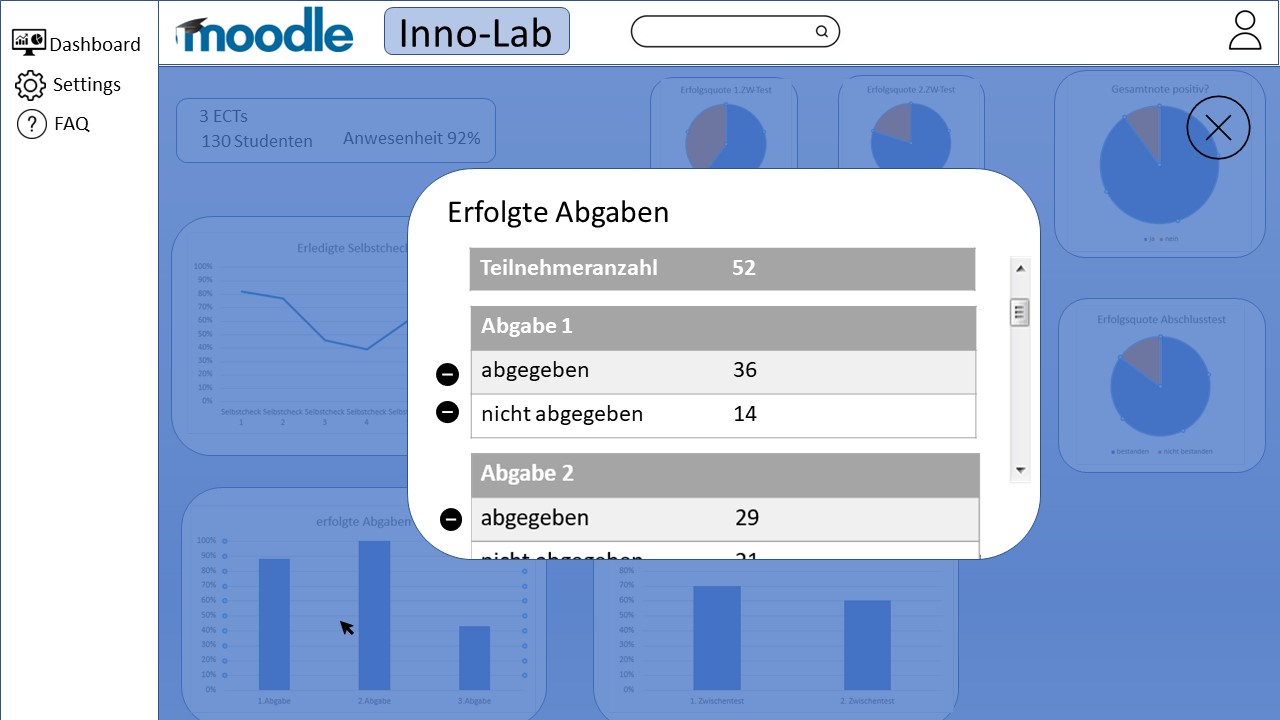 moodle
Inno-Lab
Dashboard
Settings
FAQ
3 ECTs
130 Studenten
Anwesenheit 92%
Erfolgsquote 1.ZW-Test
Erfolgsquote 2.ZW-Test
Gesamtnote positiv?
ja nein
Erfolgte Abgaben
Teilnehmeranzahl 52
Abgabe 1
abgegeben 36
nicht abgegeben 14
Abgabe 2
abgegeben 29
nicht abgegeben 21
Erledigte Selbstcheck
100%
90%
80%
70%
60%
50%
40%
30%
20%
10%
0%
Selbstcheck Selbstcheck Selbstcheck Selbstcheck Selbs
1 2 3 4
Erfolgsquote Abschlusstest
bestanden nicht bestanden
erfolgte Abgaben
100%
90%
80%
70%
60%
50%
40%
30%
20%
10%
0%
1.Abgabe 2.Abgabe 3.Abgabe
80%
70%
60%
50%
40%
30%
20%
10%
0%
1. Zwischentest 2. Zwischentest